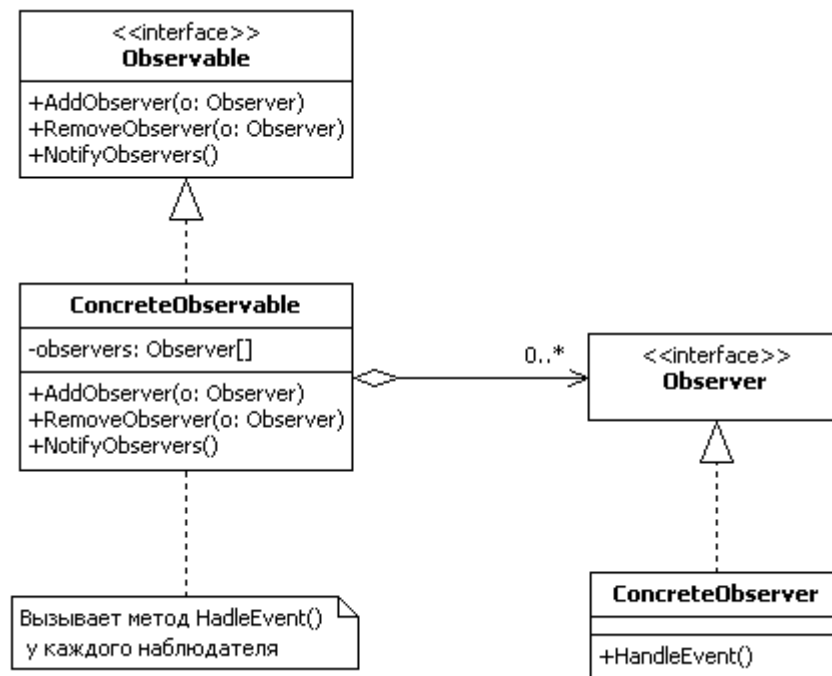 <<interface>>
Observable
+AddObserver(o: Observer)
+RemoveObserver(o: Observer)
+NotifyObservers()
ConcreteObservable
-observers: Observer[]
+AddObserver(o: Observer)
+RemoveObserver(o: Observer)
+NotifyObservers()
0..*
<<interface>>
Observer
Вызывает метод HadleEvent()
у каждого наблюдателя
ConcreteObserver
+HandleEvent()